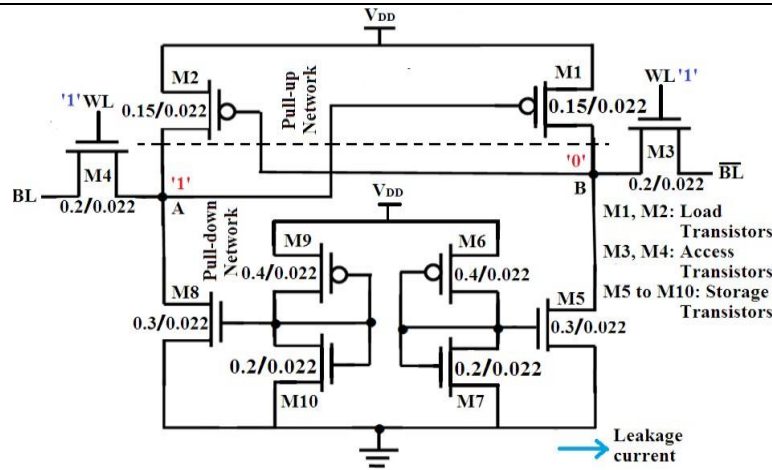 VDD
M2
M1
WL '1'
'1' WL
0.15/0.022
Pull-up
Network
0.15/0.022
'0'
M3
M4
'1'
BL
A
B
BL
0.2/0.022
0.2/0.022
VDD
Pull-down
Network
M9
M6
M1, M2: Load
Transistors
M3, M4: Access
Transistors
M5 to M10: Storage
Transistors
0.4/0.022
0.4/0.022
M8
M5
0.3/0.022
0.3/0.022
0.2/0.022
0.2/0.022
M10
M7
Leakage
current